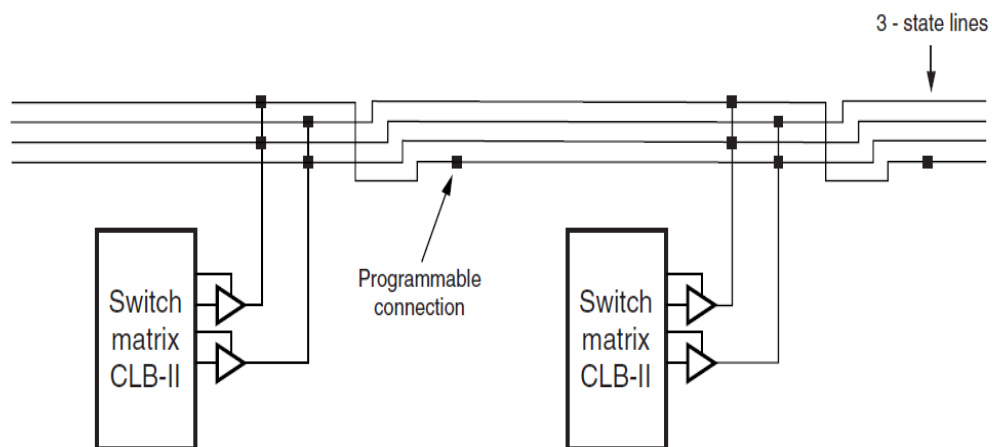 3 - state lines
Programmable
connection
Switch
matrix
CLB-II
Switch
matrix
CLB-II